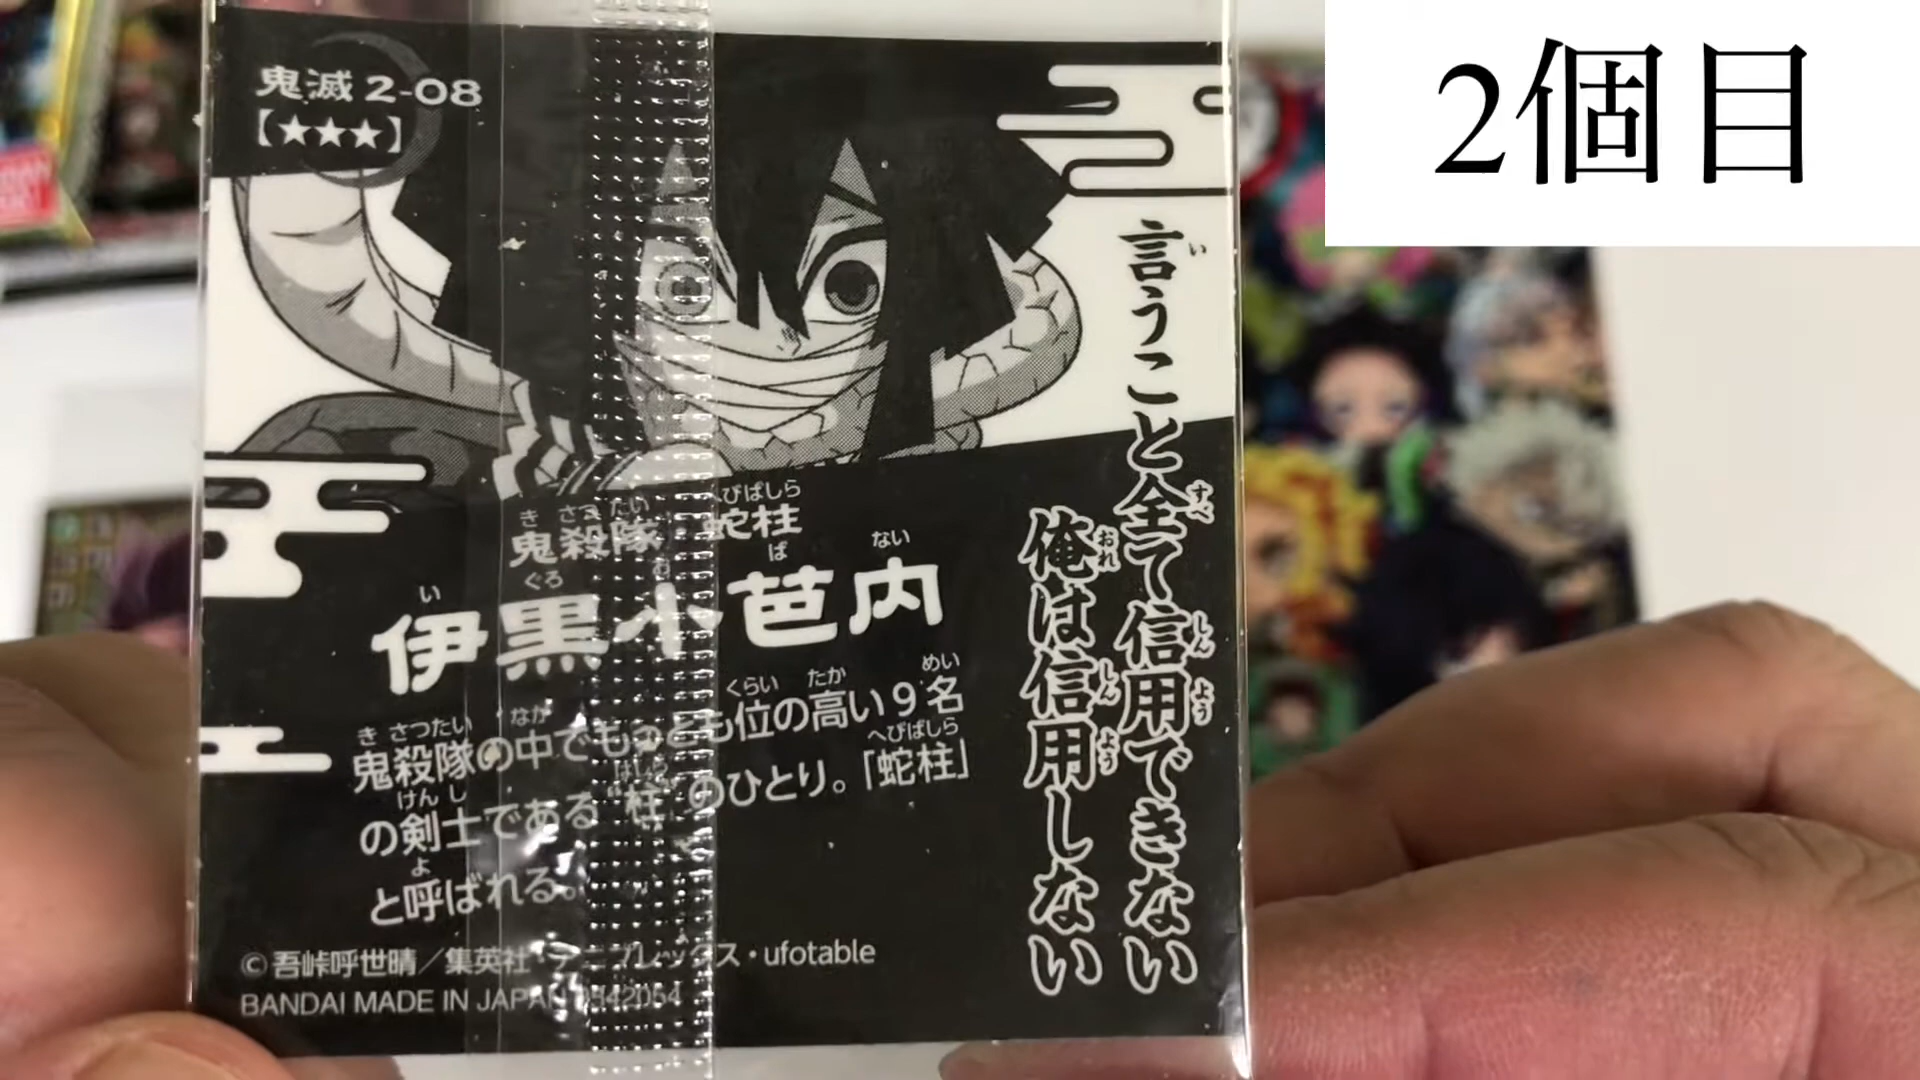 2個目
鬼滅2-08
【★★★】
言うこと全て信用できない
俺は信用しない
鬼殺隊 蛇柱
伊黒小芭内
鬼殺隊の中でもっとも位の高い9名
の剣士である"柱"のひとり。「蛇柱」
と呼ばれる。
©吾峠呼世晴／集英社・アニプレックス・ufotable
BANDAI MADE IN JAPAN